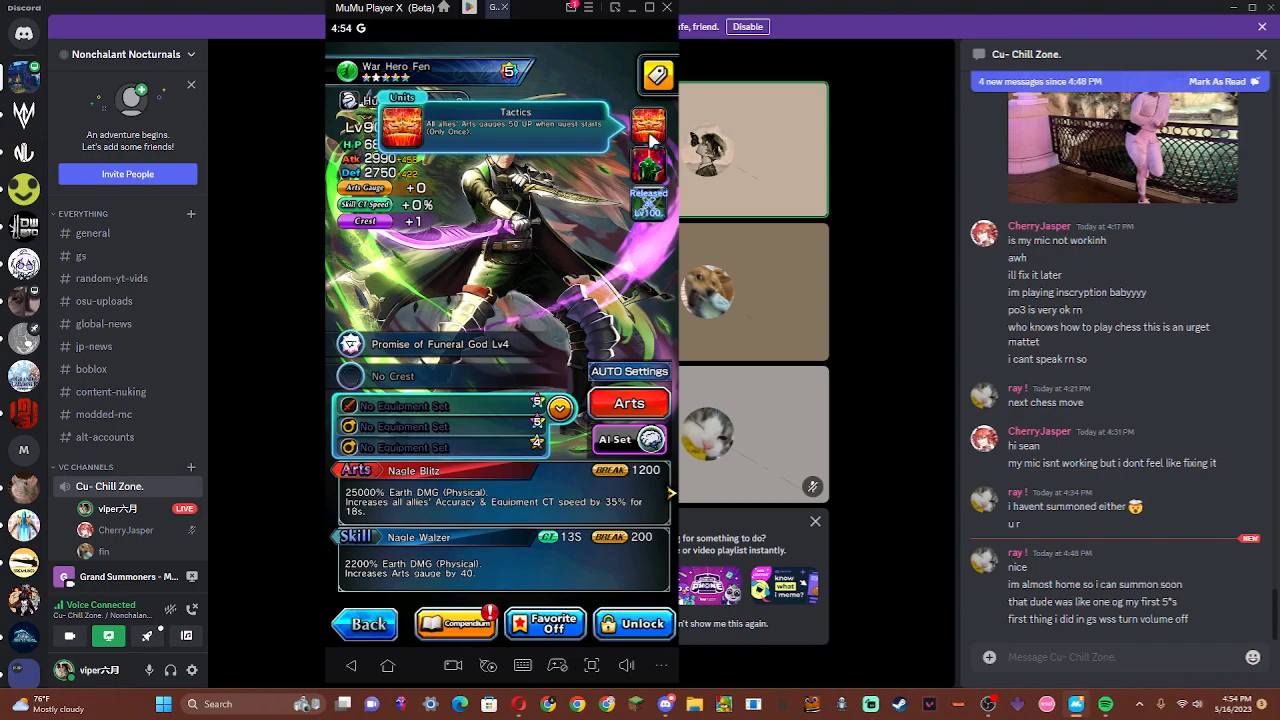 Discord
Nonchalant Nocturnals
An adventure begins.
Let's add some friends!
Invite People
EVERYTHING
general
gs
random-yt-vids
osu-uploads
global-news
jp-news
boblox
content-nuking
modded-mc
alt-accounts
M
VC CHANNELS
Cu- Chill Zone.
viperxTJ
LIVE
CherryJasper
fin
Grand Summoners - M...
Voice Connected
Cu- Chill Zone. / Nonchalan...
viperxTJ
MuMu Player X (Beta)
G.
4:54 G
War Hero Fen
5
Units
Tactics
All allies' Arts gauges 50 UP when quest starts
(Only Once).
Released
Lv100
Atk 2990 +458
Def 2750 +422
Arts Gauge +0
Skill CT Speed +0%
Crest +1
Promise of Funeral God Lv4
No Crest
AUTO Settings
No Equipment Set 5
No Equipment Set 5
No Equipment Set 4
Arts
AI Set
Arts Nagle Blitz BREAK 1200
25000% Earth DMG (Physical).
Increases all allies' Accuracy & Equipment CT speed by 35% for
18s.
Skill Nagle Walzer CT 13S BREAK 200
2200% Earth DMG (Physical).
Increases Arts gauge by 40.
Back
Compendium
Favorite
Off
Unlock
fe, friend.
Disable
g for something to do?
e or video playlist instantly.
know
what
I meme?
n't show me this again.
Cu- Chill Zone.
4 new messages since 4:48 PM
Mark As Read
CherryJasper Today at 4:17 PM
is my mic not workinh
awh
ill fix it later
im playing inscryption babyyyy
po3 is very ok rn
who knows how to play chess this is an urget
mattet
i cant speak rn so
ray ! Today at 4:21 PM
next chess move
CherryJasper Today at 4:31 PM
hi sean
my mic isnt working but i dont feel like fixing it
ray ! Today at 4:34 PM
i havent summoned either
u r
NEW
ray ! Today at 4:48 PM
nice
im almost home so i can summon soon
that dude was like one og my first 5*s
first thing i did in gs wss turn volume off
Message Cu- Chill Zone.
76°F
Mostly cloudy
Search
4:54 PM
5/16/2023